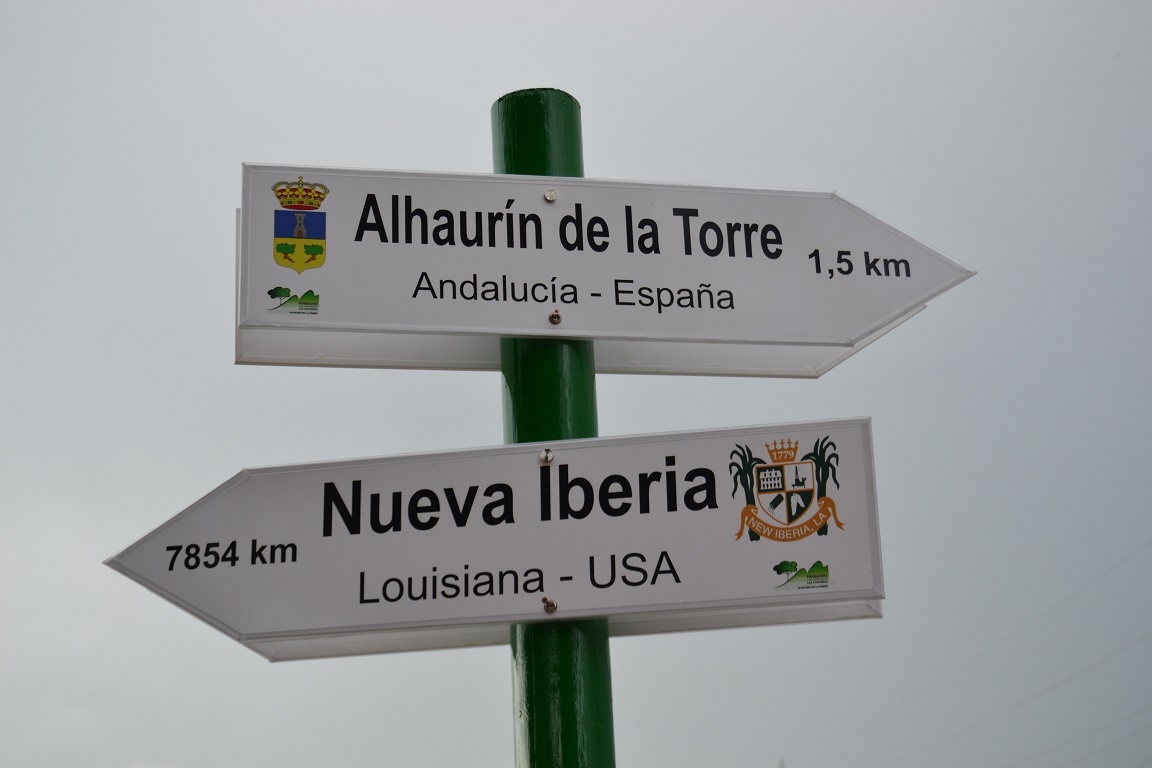 Alhaurín de la Torre
1,5 km
Andalucía - España
1779
Nueva Iberia
NEW IBERIA, LA
7854 km
Louisiana - USA